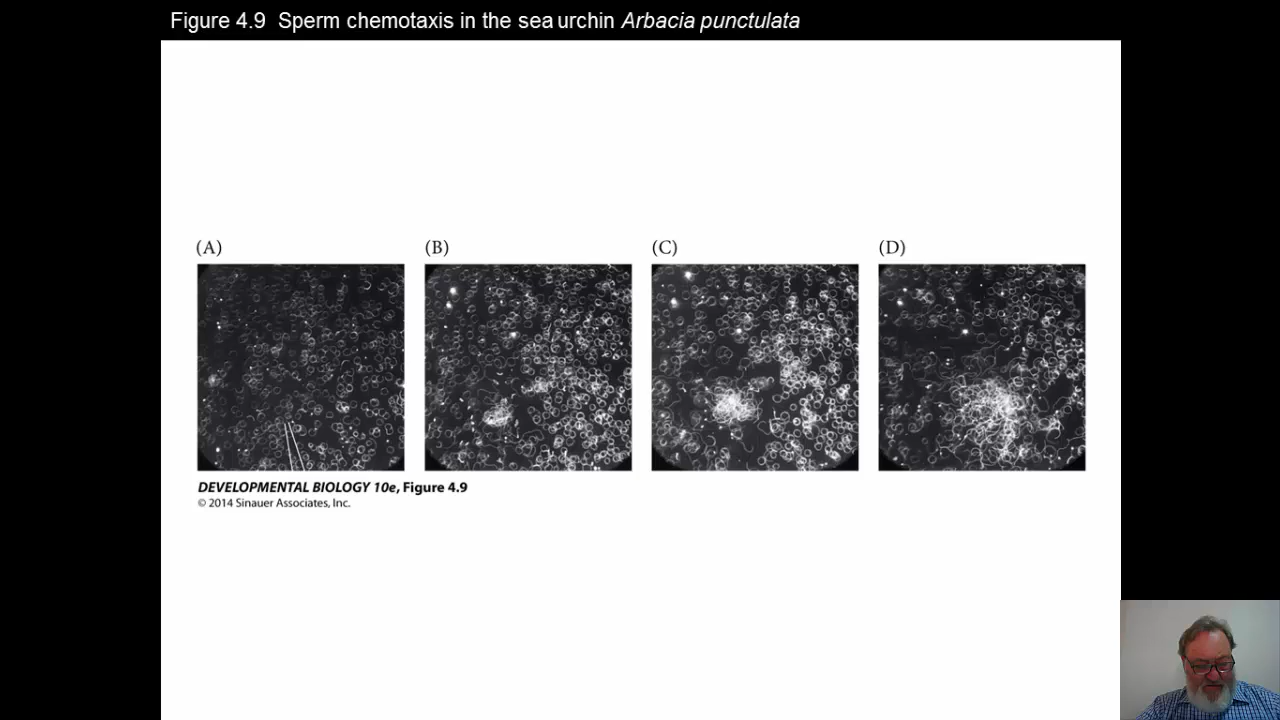 Figure 4.9 Sperm chemotaxis in the sea urchin Arbacia punctulata
(A)
(B)
(C)
(D)
DEVELOPMENTAL BIOLOGY 10e, Figure 4.9
© 2014 Sinauer Associates, Inc.